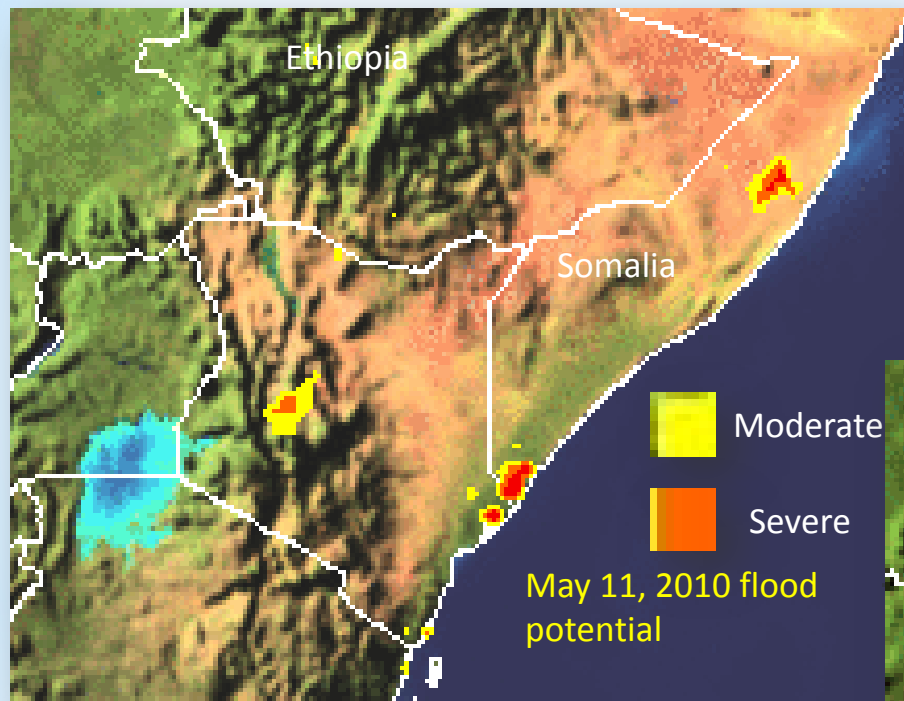 Ethiopia
Somalia
Moderate
Severe
May 11, 2010 flood
potential